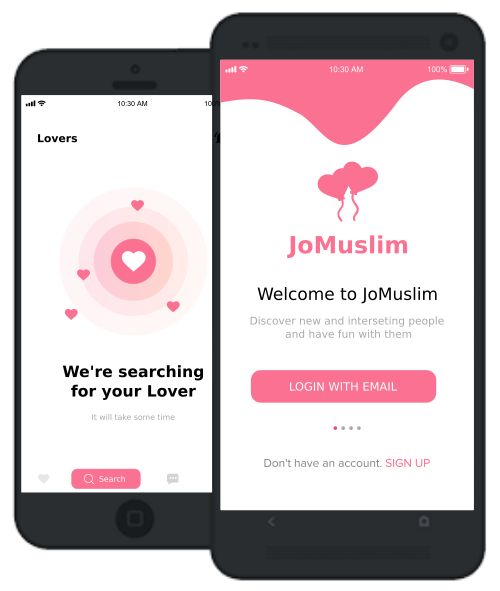 10:30 AM
Lovers
We're searching
for your Lover
It will take some time
Search
10:30 AM
100%
JoMuslim
Welcome to JoMuslim
Discover new and interseting people
and have fun with them
LOGIN WITH EMAIL
Don't have an account. SIGN UP